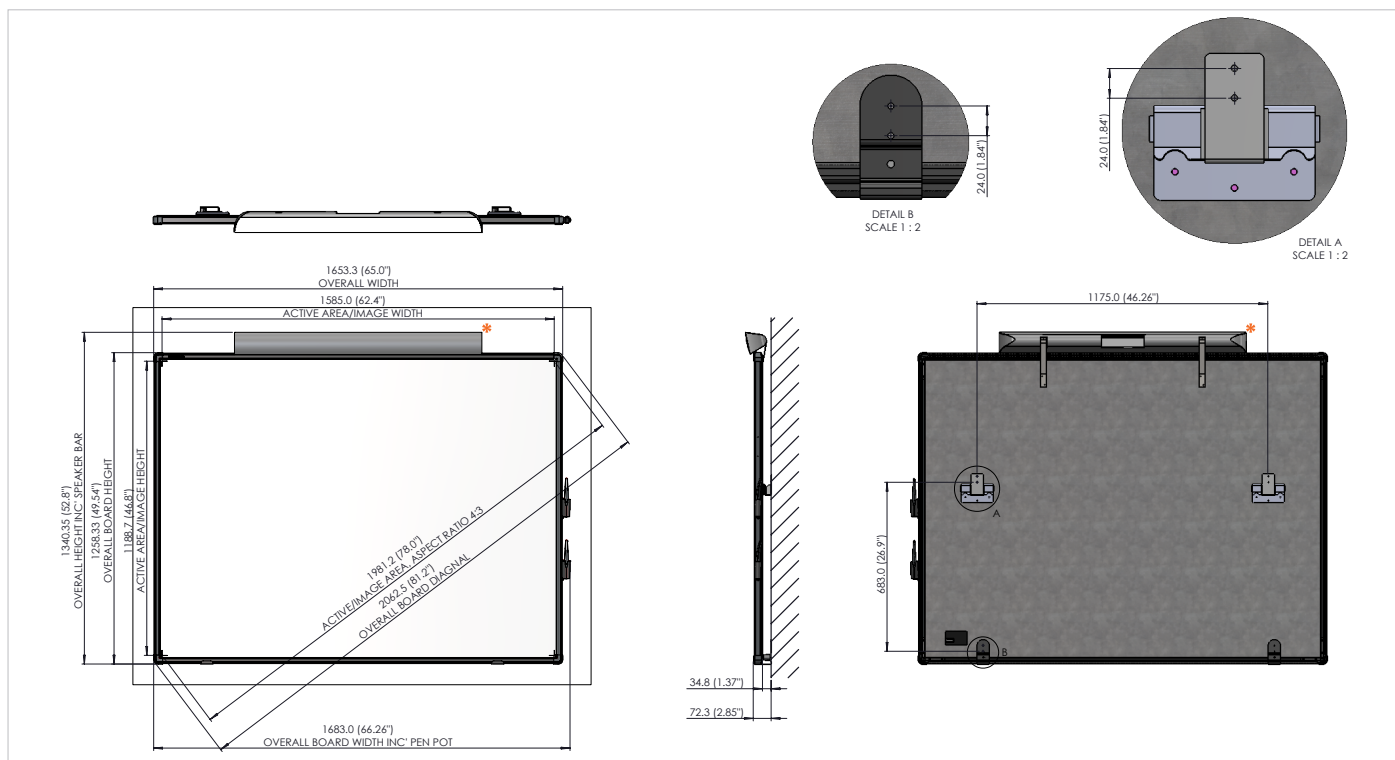 24.0 (1.84")
DETAIL B
SCALE 1 : 2
24.0 (1.84")
DETAIL A
SCALE 1 : 2
1653.3 (65.0")
OVERALL WIDTH
1585.0 (62.4")
ACTIVE AREA/IMAGE WIDTH
*
1340.35 (52.8")
OVERALL HEIGHT INC' SPEAKER BAR
1258.33 (49.54")
OVERALL BOARD HEIGHT
1188.7 (46.8")
ACTIVE AREA/IMAGE HEIGHT
1981.2 (78.0")
ACTIVE/IMAGE AREA, ASPECT RATIO 4:3
2062.5 (81.2")
OVERALL BOARD DIAGNAL
1683.0 (66.26")
OVERALL BOARD WIDTH INC' PEN POT
34.8 (1.37")
72.3 (2.85")
1175.0 (46.26")
*
683.0 (26.9")
A
B